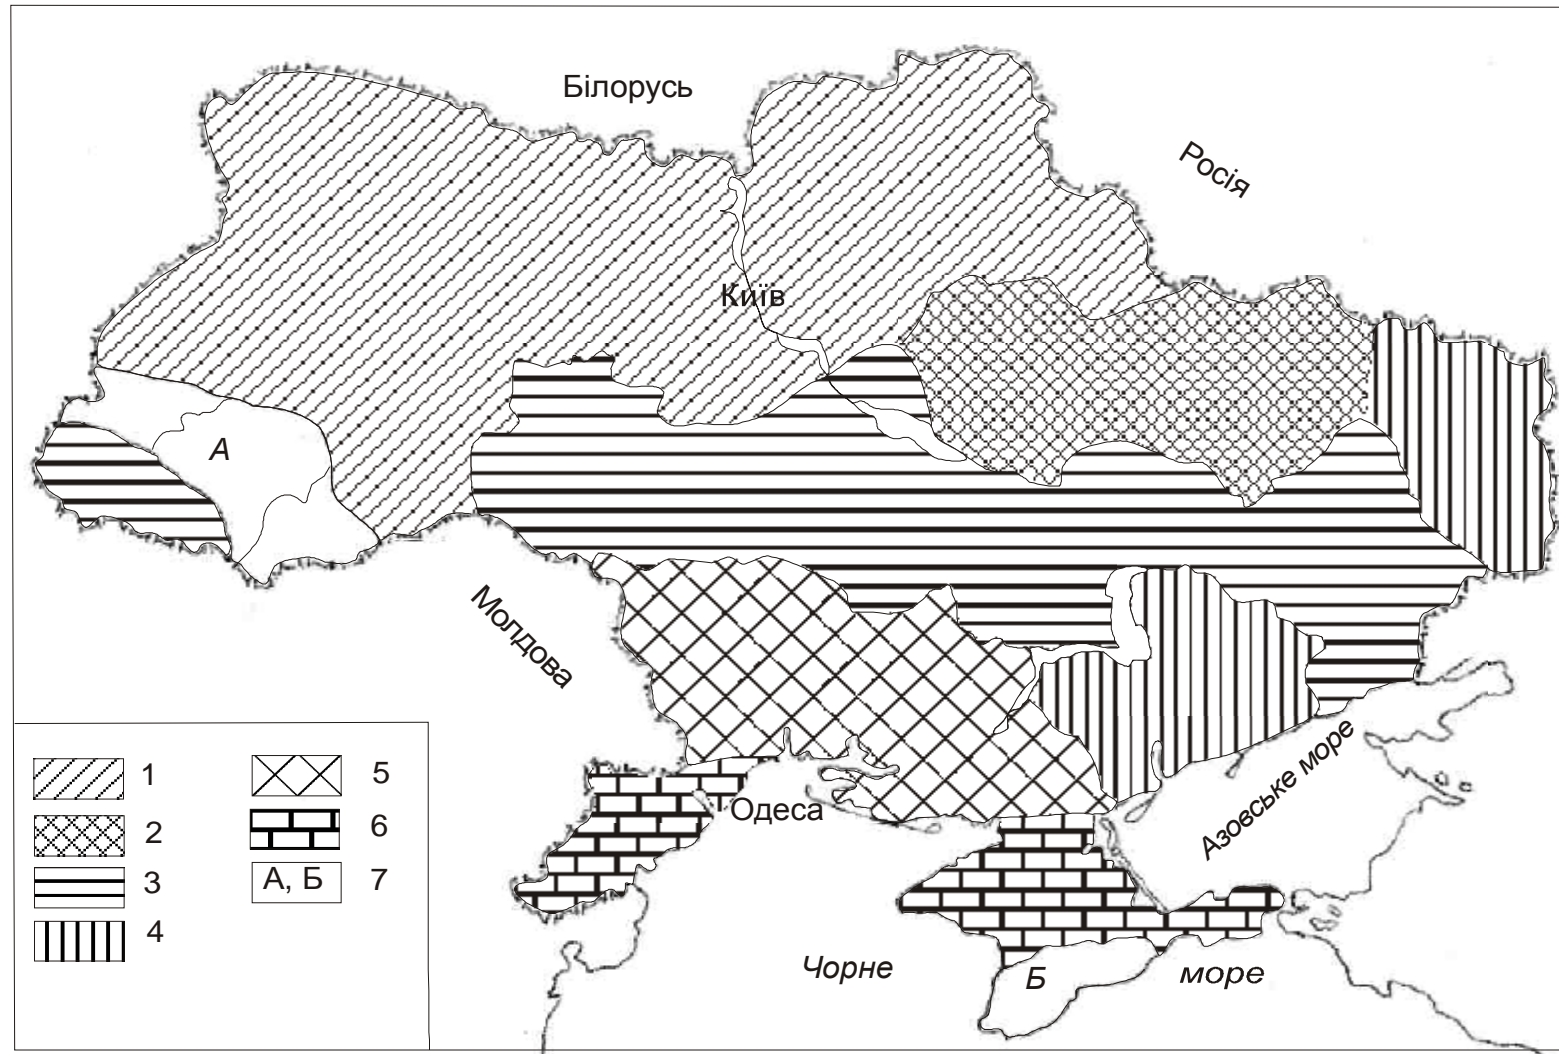 Білорусь
Росія
Київ
А
Молдова
Одеса
Азовське море
Чорне
море
Б
1
2
3
4
5
6
А, Б
7